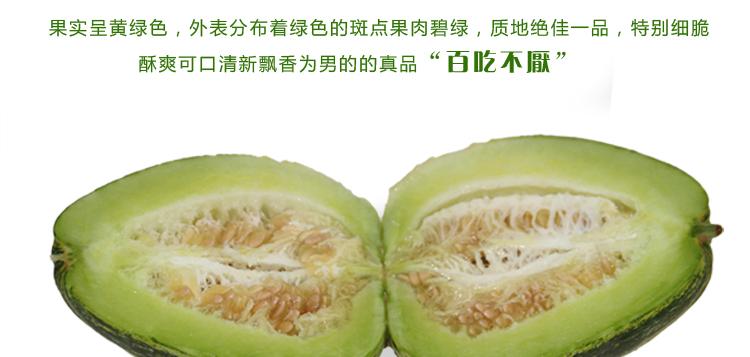 果实呈黄绿色，外表分布着绿色的斑点果肉碧绿，质地绝佳一品，特别细脆
酥爽可口清新飘香为男的的真品“百吃不厭”